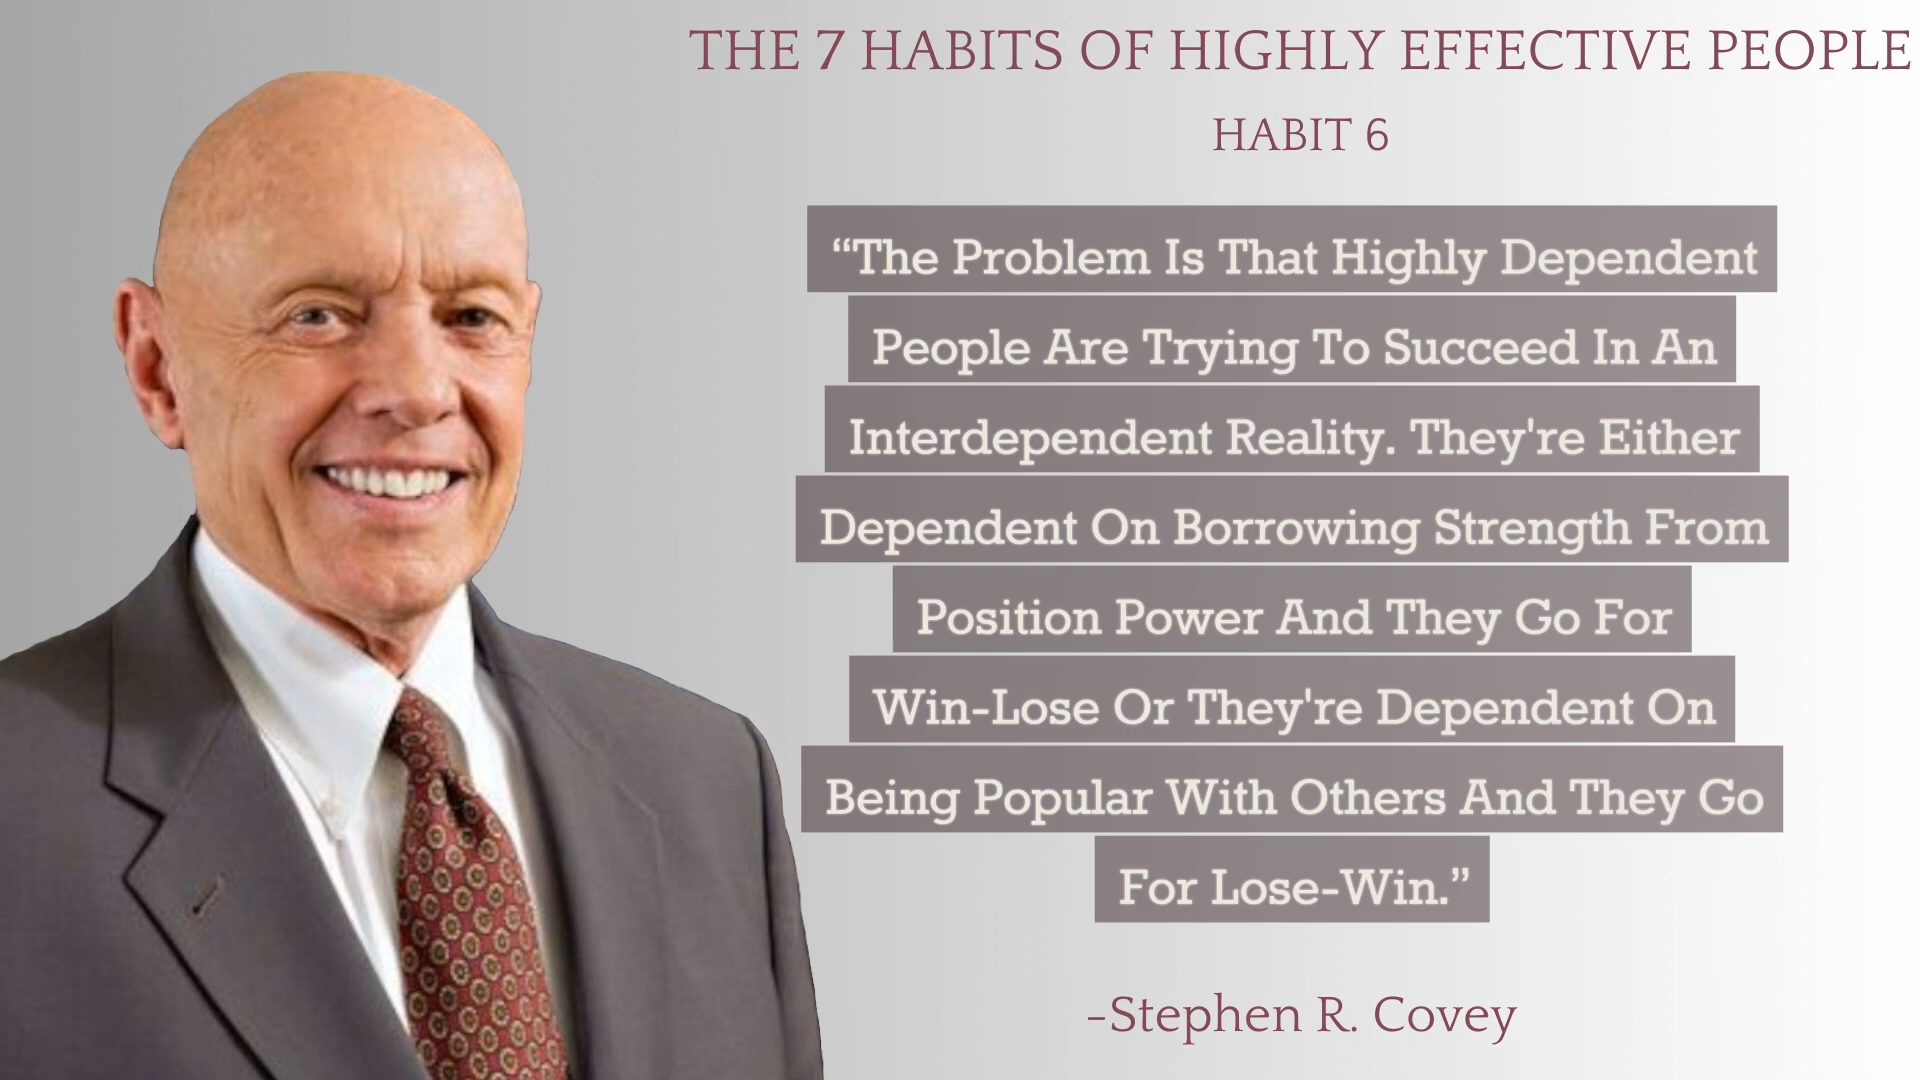 THE 7 HABITS OF HIGHLY EFFECTIVE PEOPLE
HABIT 6
“The Problem Is That Highly Dependent
People Are Trying To Succeed In An
Interdependent Reality. They're Either
Dependent On Borrowing Strength From
Position Power And They Go For
Win-Lose Or They're Dependent On
Being Popular With Others And They Go
For Lose-Win.”
-Stephen R. Covey